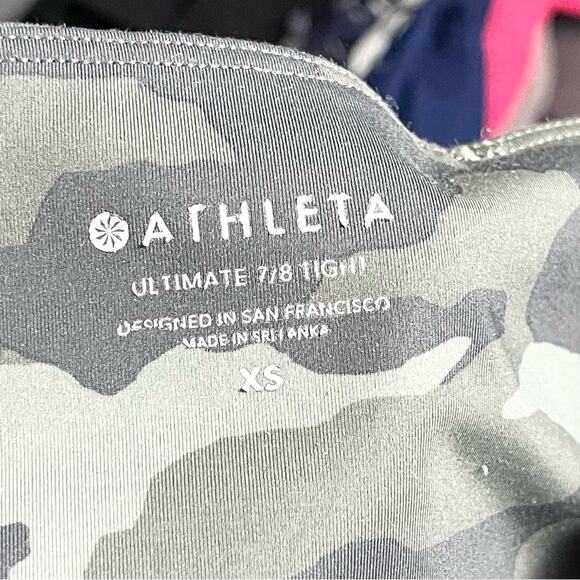 ATHLETA
ULTIMATE 7/8 TIGHT
DESIGNED IN SAN FRANCISCO
MADE IN SRI LANKA
XS